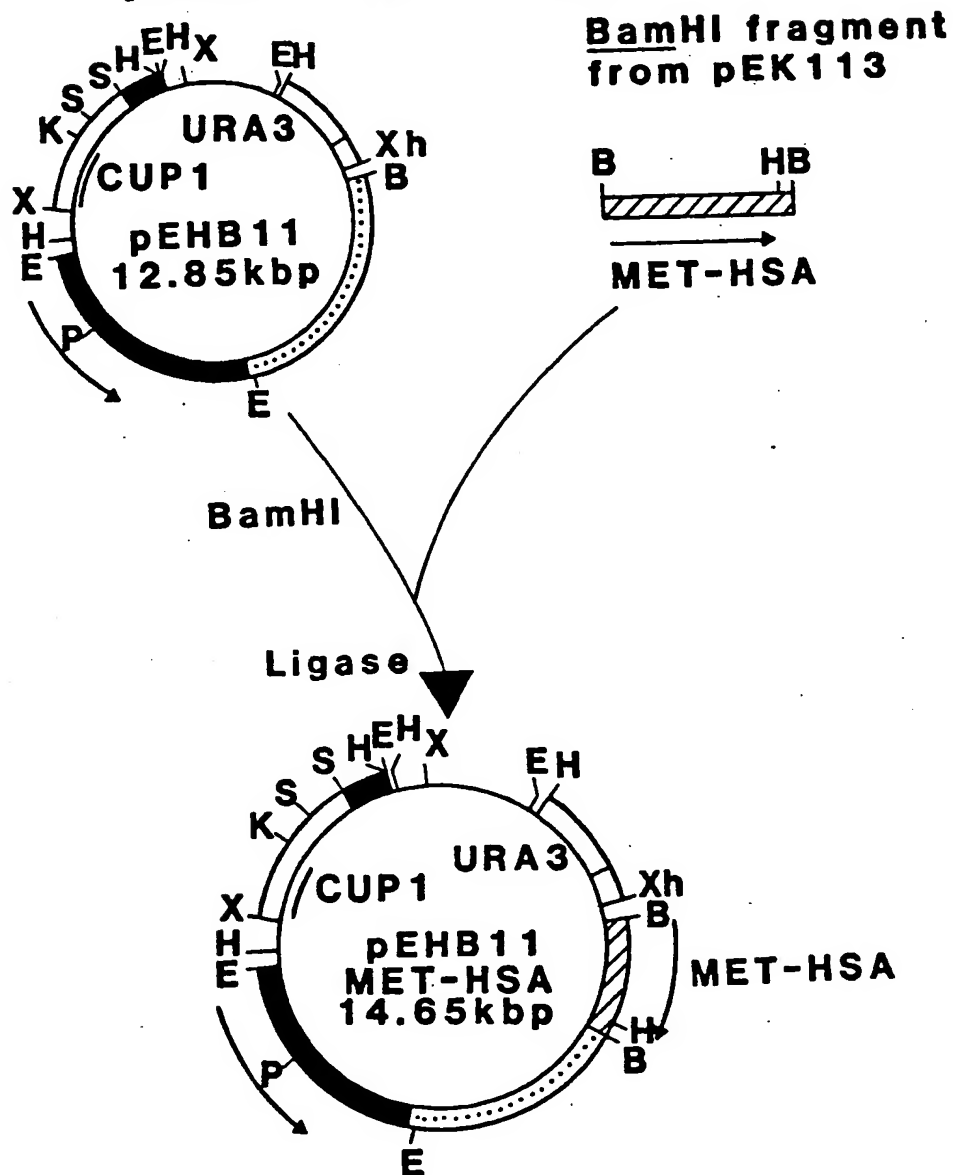 BamHI fragment
from pEK113
E H
H
X
S
S
K
EH
URA3
Xh
B
CUP1
X
H
E
pEHB11
12.85kbp
P
E
B
HB
MET-HSA
BamHI
Ligase
H
E H
X
S
S
K
E H
URA3
Xh
B
CUP1
X
H
E
pEHB11
MET-HSA
14.65kbp
MET-HSA
H
B
P
E